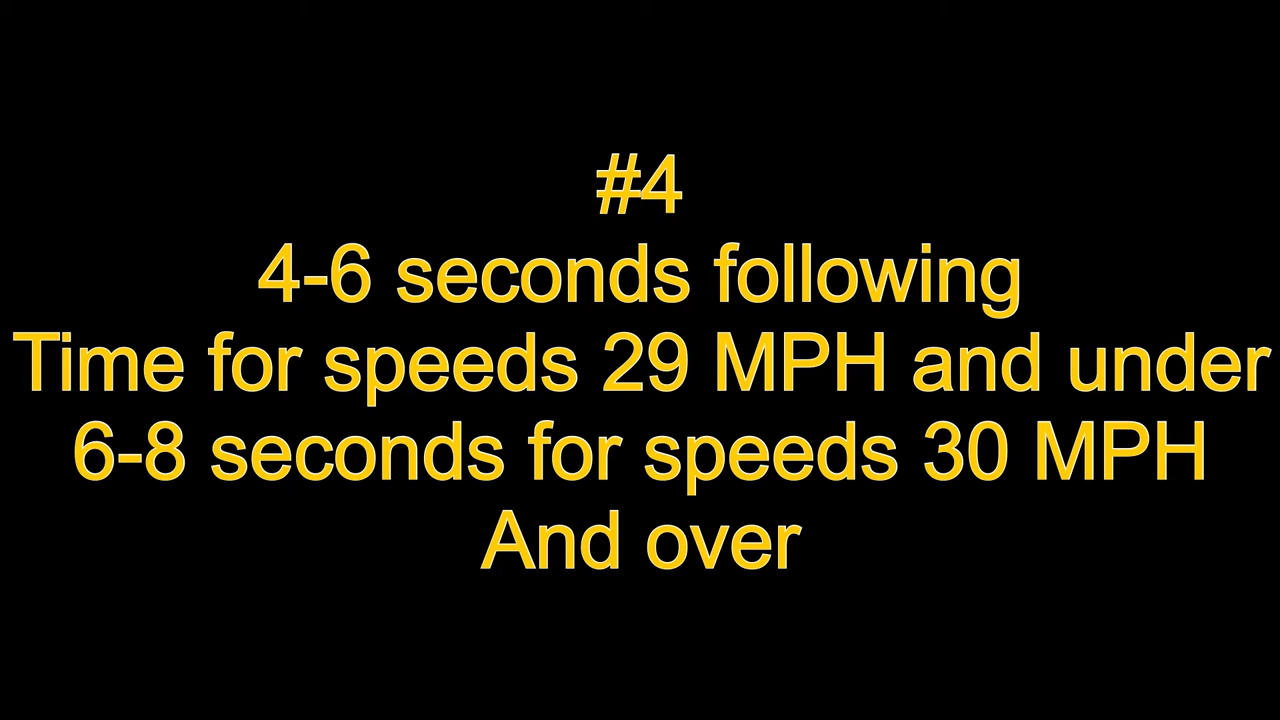 #4
4-6 seconds following
Time for speeds 29 MPH and under
6-8 seconds for speeds 30 MPH
And over